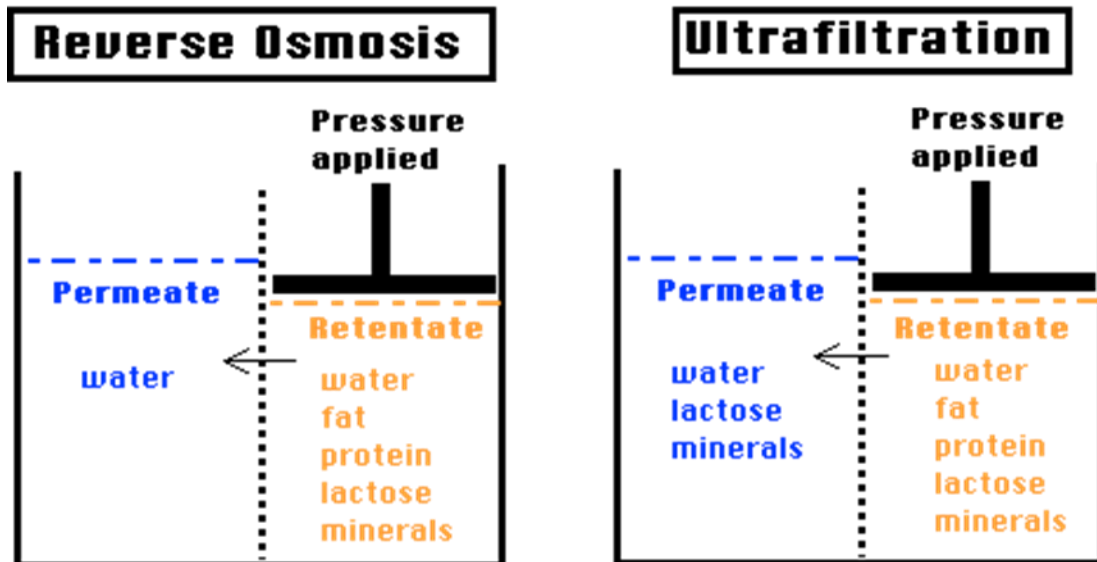 Reverse Osmosis
Pressure
applied
Permeate
Retentate
water
water
fat
protein
lactose
minerals
Ultrafiltration
Pressure
applied
Permeate
Retentate
water
lactose
minerals
water
fat
protein
lactose
minerals